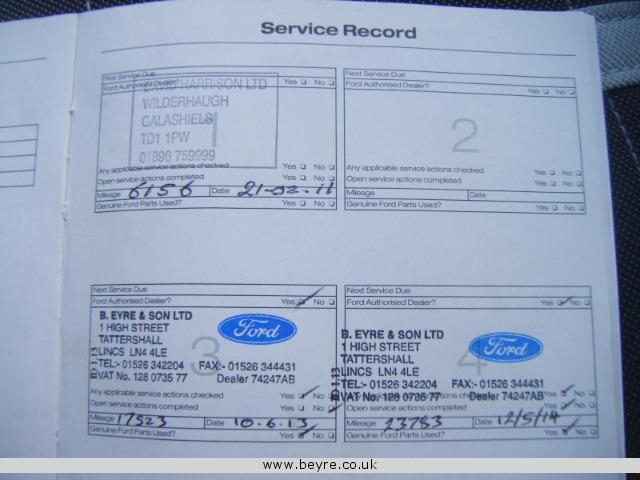 Service Record
First Service Due
Ford Authorised Dealer? Yes No
DAVID HARRISON LTD
WILDERHAUGH
GALASHIELS
TD1 1PW
01896 759999
1
Any applicable service actions checked Yes No
Open service actions completed Yes No
Mileage 6156 Date 21-02-11
Genuine Ford Parts Used? Yes No
Next Service Due
Ford Authorised Dealer? Yes No
2
Any applicable service actions checked Yes No
Open service actions completed Yes No
Mileage Date
Genuine Ford Parts Used? Yes No
Next Service Due
Ford Authorised Dealer? Yes No
B. EYRE & SON LTD
1 HIGH STREET
TATTERSHALL
LINCS LN4 4LE
TEL:- 01526 342204 FAX:- 01526 344431
VAT No. 128 0735 77 Dealer 74247AB
Ford
3
Any applicable service actions checked Yes No
Open service actions completed Yes No
Mileage 17523 Date 10.6.13
Genuine Ford Parts Used? Yes No
Next Service Due
Ford Authorised Dealer? Yes No
B. EYRE & SON LTD
1 HIGH STREET
TATTERSHALL
LINCS LN4 4LE
TEL:- 01526 342204 FAX:- 01526 344431
VAT No. 128 0735 77 Dealer 74247AB
Ford
4
ID 1.13
Open service actions completed Yes No
Mileage 23783 Date 12/5/14
Genuine Ford Parts Used? Yes No
www.beyre.co.uk